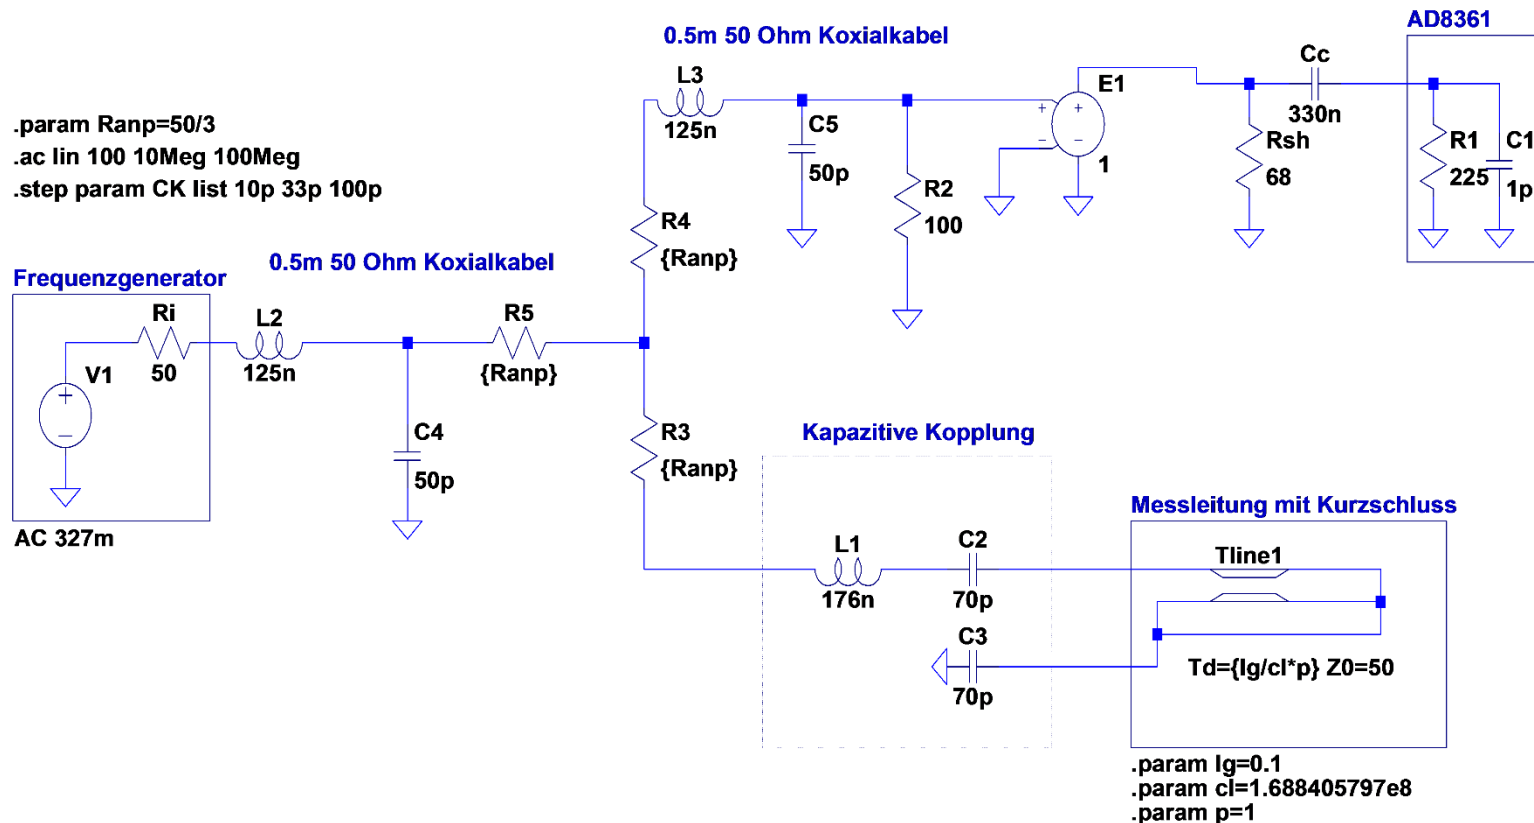 AD8361
0.5m 50 Ohm Koxialkabel
Cc
L3
E1
330n
125n
C5
R1
C1
.param Ranp=50/3
.ac lin 100 10Meg 100Meg
.step param CK list 10p 33p 100p
50p
1
Rsh
68
225
1p
R2
100
R4
{Ranp}
0.5m 50 Ohm Koxialkabel
Frequenzgenerator
Ri
L2
R5
50
125n
{Ranp}
V1
C4
50p
R3
{Ranp}
Kapazitive Kopplung
AC 327m
Messleitung mit Kurzschluss
L1
C2
Tline1
176n
70p
C3
70p
Td={lg/cl*p} Z0=50
.param lg=0.1
.param cl=1.688405797e8
.param p=1